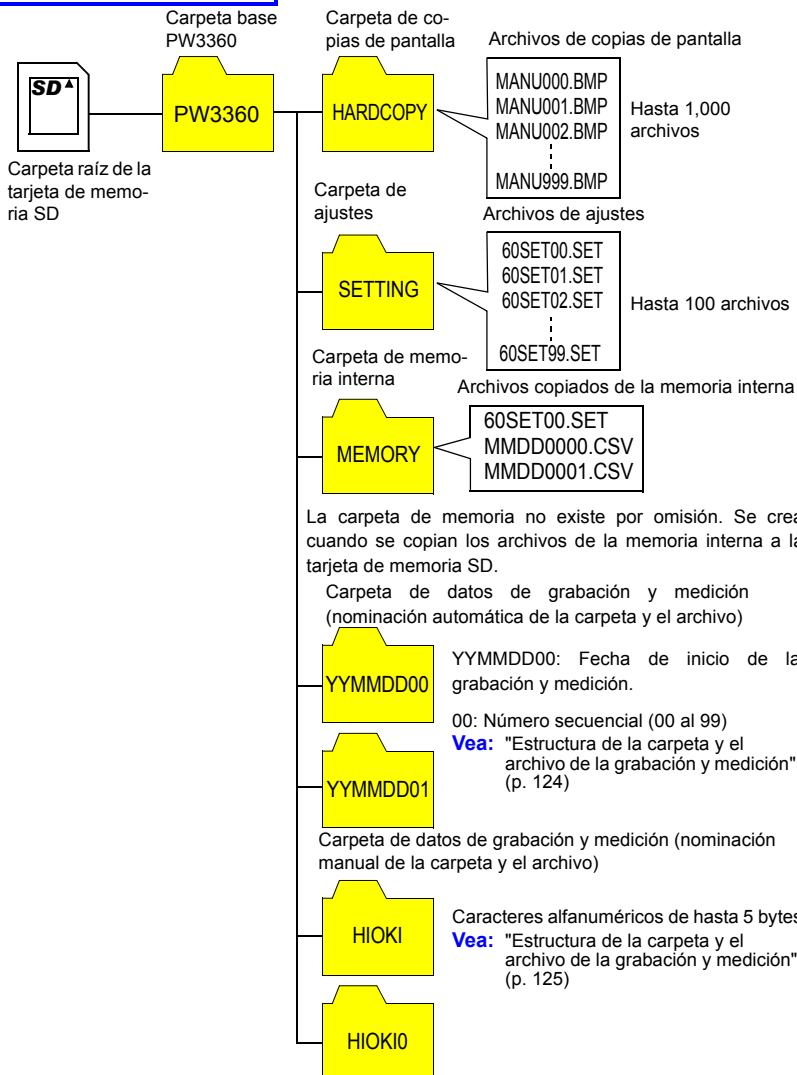 Carpeta base
PW3360
Carpeta de co-
pias de pantalla
Archivos de copias de pantalla
SD
PW3360
HARDCOPY
MANU000.BMP
MANU001.BMP
MANU002.BMP
MANU999.BMP
Hasta 1,000
archivos
Carpeta raíz de la
tarjeta de memo-
ria SD
Carpeta de
ajustes
Archivos de ajustes
SETTING
60SET00.SET
60SET01.SET
60SET02.SET
60SET99.SET
Hasta 100 archivos
Carpeta de memo-
ria interna
Archivos copiados de la memoria interna
MEMORY
60SET00.SET
MMDD0000.CSV
MMDD0001.CSV
La carpeta de memoria no existe por omisión. Se crea
cuando se copian los archivos de la memoria interna a la
tarjeta de memoria SD.
Carpeta de datos de grabación y medición
(nominación automática de la carpeta y el archivo)
YYMMDD00
YYMMDD00: Fecha de inicio de la
grabación y medición.
00: Número secuencial (00 al 99)
Vea: "Estructura de la carpeta y el
archivo de la grabación y medición"
(p. 124)
YYMMDD01
Carpeta de datos de grabación y medición (nominación
manual de la carpeta y el archivo)
HIOKI
Caracteres alfanuméricos de hasta 5 bytes
Vea: "Estructura de la carpeta y el
archivo de la grabación y medición"
(p. 125)
HIOKI0